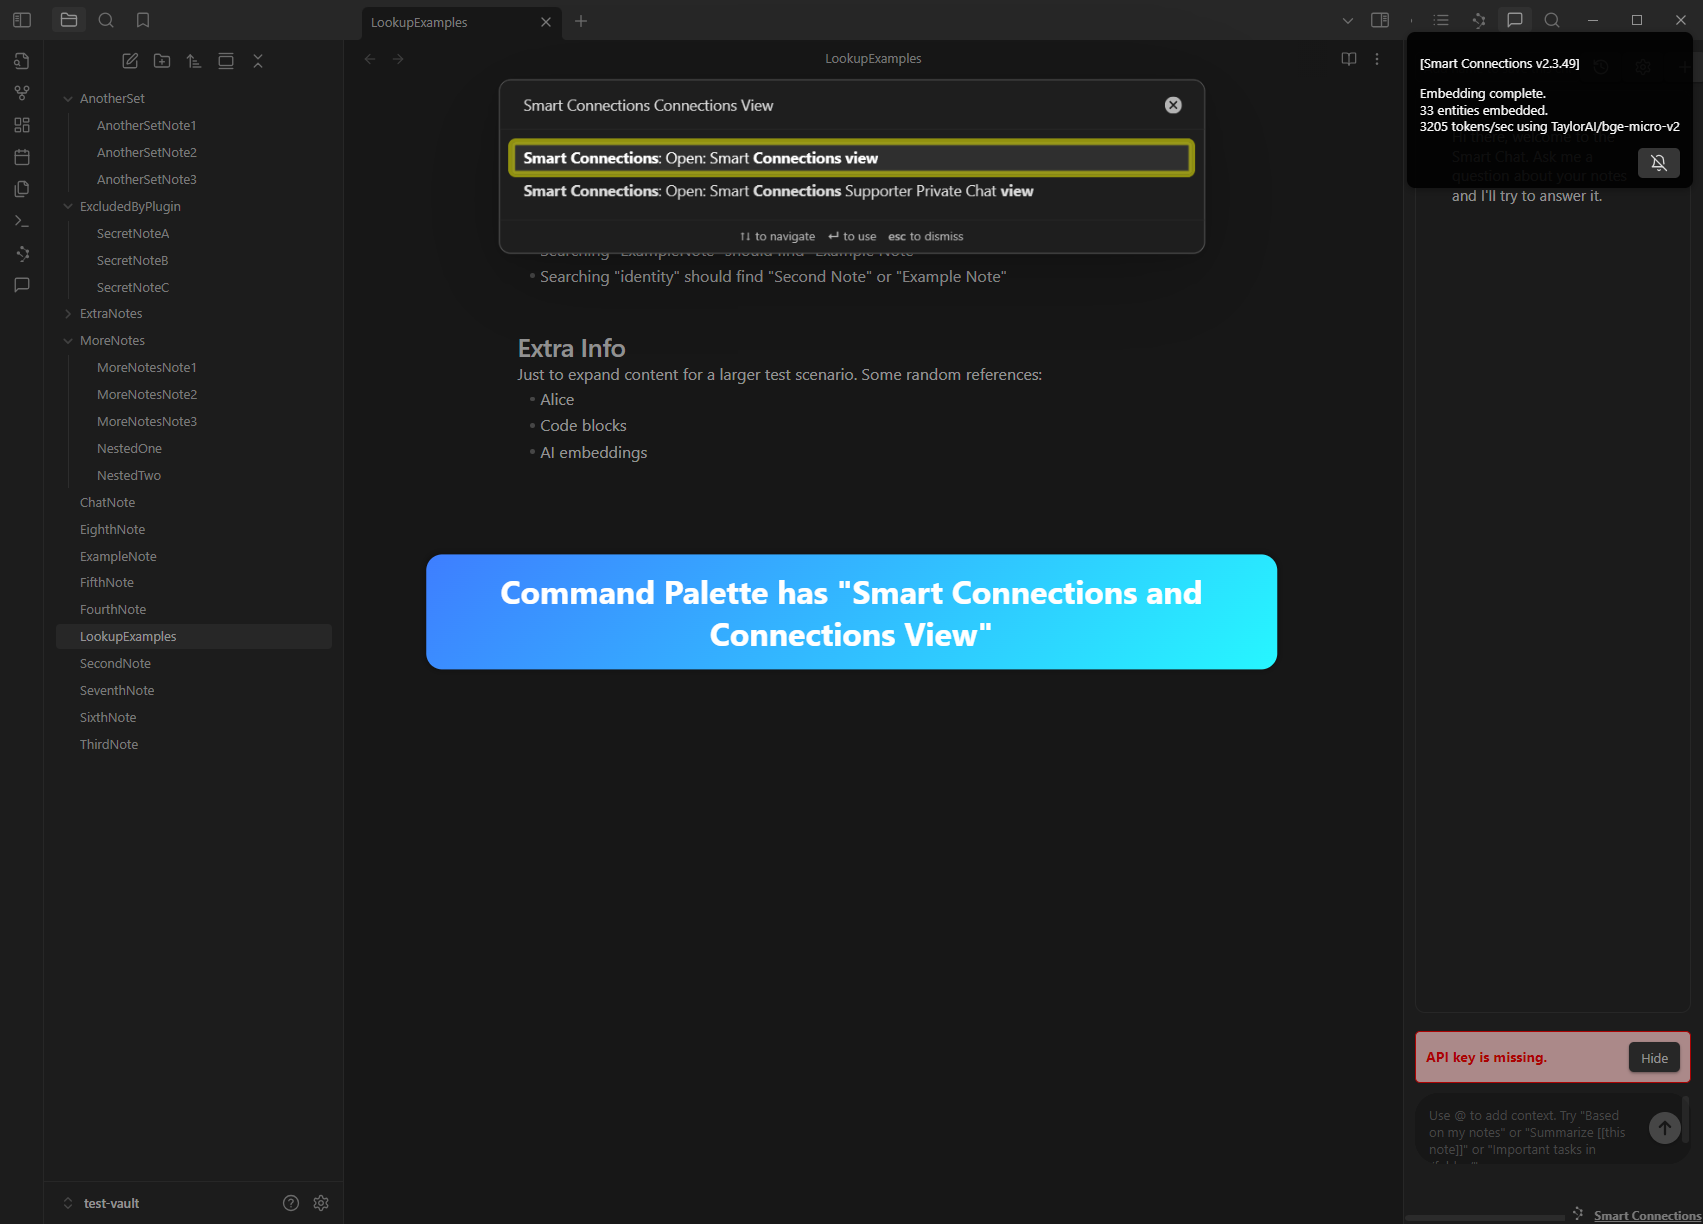 LookupExamples
LookupExamples
[Smart Connections v2.3.49]
Embedding complete.
33 entities embedded.
3205 tokens/sec using TaylorAI/bge-micro-v2
Smart Chat. Ask me a
question about your notes
and I'll try to answer it.
AnotherSet
AnotherSetNote1
AnotherSetNote2
AnotherSetNote3
ExcludedByPlugin
SecretNoteA
SecretNoteB
SecretNoteC
ExtraNotes
MoreNotes
MoreNotesNote1
MoreNotesNote2
MoreNotesNote3
NestedOne
NestedTwo
ChatNote
EighthNote
ExampleNote
FifthNote
FourthNote
LookupExamples
SecondNote
SeventhNote
SixthNote
ThirdNote
test-vault
Smart Connections Connections View
Smart Connections: Open: Smart Connections view
Smart Connections: Open: Smart Connections Supporter Private Chat view
↑↓ to navigate ↵ to use esc to dismiss
Searching "ExampleNote" should find "Example Note"
Searching "identity" should find "Second Note" or "Example Note"
Extra Info
Just to expand content for a larger test scenario. Some random references:
Alice
Code blocks
AI embeddings
Command Palette has "Smart Connections and
Connections View"
API key is missing.
Hide
Use @ to add context. Try "Based
on my notes" or "Summarize [[this
note]]" or "Important tasks in
Smart Connections